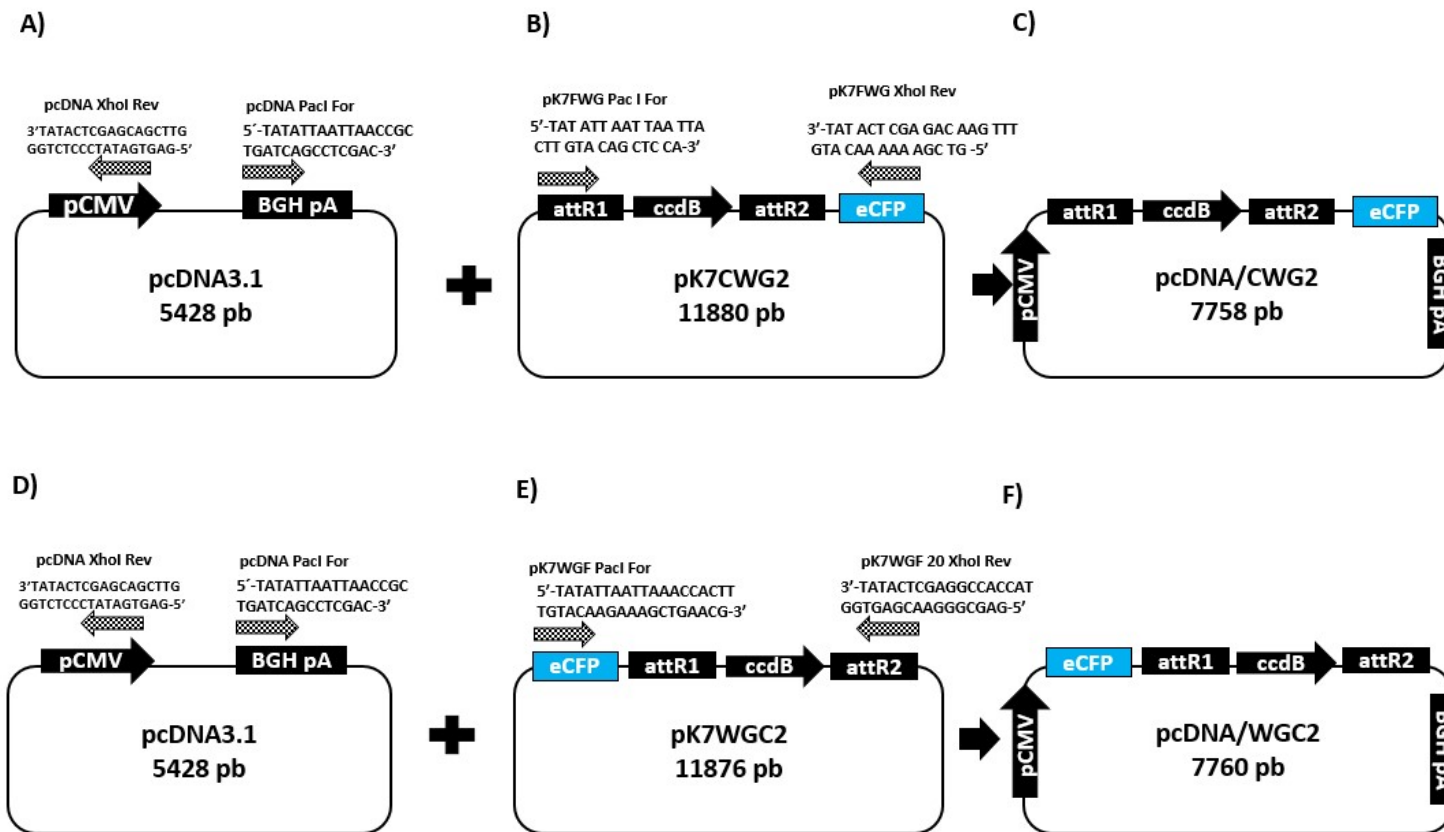 A)
pcDNA XhoI Rev
3'TATACTCGAGCAGCTTG
GGTCTCCCTATAGTGAG-5'
pcDNA PacI For
5´-TATATTAATTAACCGC
TGATCAGCCTCGAC-3'
pCMV
BGH pA
pcDNA3.1
5428 pb
B)
pK7FWG Pac I For
5'-TAT ATT AAT TAA TTA
CTT GTA CAG CTC CA-3'
pK7FWG XhoI Rev
3'-TAT ACT CGA GAC AAG TTT
GTA CAA AAA AGC TG -5'
attR1
ccdB
attR2
eCFP
pK7CWG2
11880 pb
C)
attR1
ccdB
attR2
eCFP
pCMV
BGH pA
pcDNA/CWG2
7758 pb
D)
pcDNA XhoI Rev
3'TATACTCGAGCAGCTTG
GGTCTCCCTATAGTGAG-5'
pcDNA PacI For
5´-TATATTAATTAACCGC
TGATCAGCCTCGAC-3'
pCMV
BGH pA
pcDNA3.1
5428 pb
E)
pK7WGF PacI For
5'-TATATTAATTAAACCACTT
TGTACAAGAAAGCTGAACG-3'
pK7WGF 20 XhoI Rev
3'-TATACTCGAGGCCACCAT
GGTGAGCAAGGGCGAG-5'
eCFP
attR1
ccdB
attR2
pK7WGC2
11876 pb
F)
eCFP
attR1
ccdB
attR2
pCMV
BGH pA
pcDNA/WGC2
7760 pb